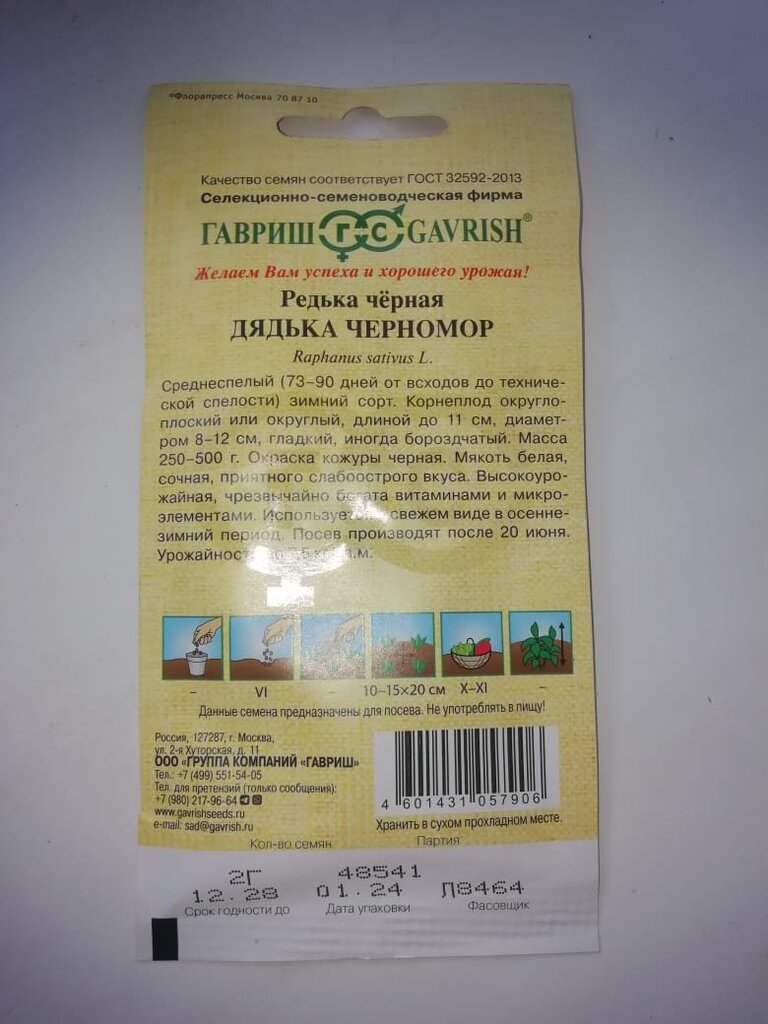 «Флорапресс Москва 70 87 10
Качество семян соответствует ГОСТ 32592-2013
Селекционно-семеноводческая фирма
ГАВРИШ Г С GAVRISH®
Желаем Вам успеха и хорошего урожая!
Редька чёрная
ДЯДЬКА ЧЕРНОМОР
Raphanus sativus L.
Среднеспелый (73–90 дней от всходов до техниче-
ской спелости) зимний сорт. Корнеплод округло-
плоский или округлый, длиной до 11 см, диамет-
ром 8–12 см, гладкий, иногда бороздчатый. Масса
250–500 г. Окраска кожуры черная. Мякоть белая,
сочная, приятного слабоострого вкуса. Высокоуро-
жайная, чрезвычайно богата витаминами и микро-
элементами. Используется свежем виде в осенне-
зимний период. Посев производят после 20 июня.
Урожайность
– VI – 10–15×20 см X–XI –
Данные семена предназначены для посева. Не употреблять в пищу!
Россия, 127287, г. Москва,
ул. 2-я Хуторская, д. 11
ООО «ГРУППА КОМПАНИЙ «ГАВРИШ»
Тел.: +7 (499) 551-54-05
Тел. для претензий (только сообщения):
+7 (980) 217-96-64
www.gavrishseeds.ru
e-mail: sad@gavrish.ru
4 601431 057906
Хранить в сухом прохладном месте.
Кол-во семян Партия
2Г 48541
12.28 01.24 Л8464
Срок годности до Дата упаковки Фасовщик